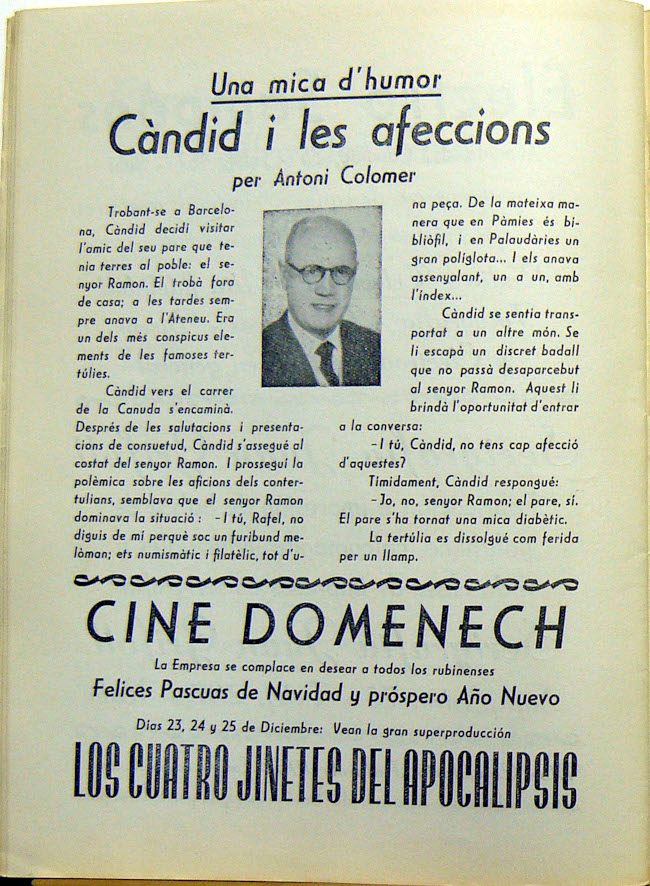 Una mica d'humor
Càndid i les afeccions
per Antoni Colomer
Trobant-se a Barcelo-
na, Càndid decidí visitar
l'amic del seu pare que te-
nia terres al poble: el se-
nyor Ramon. El trobà fora
de casa; a les tardes sem-
pre anava a l'Ateneu. Era
un dels més conspicus ele-
ments de les famoses ter-
túlies.
Càndid vers el carrer
de la Canuda s'encaminà.
Després de les salutacions i presenta-
cions de consuetud, Càndid s'assegué al
costat del senyor Ramon. I prosseguí la
polèmica sobre les aficions dels conter-
tulians, semblava que el senyor Ramon
dominava la situació : -I tú, Rafel, no
diguis de mí perquè soc un furibund me-
lòman; ets numismàtic i filatèlic, tot d'u-
na peça. De la mateixa ma-
nera que en Pàmies és bi-
bliòfil, i en Palaudàries un
gran políglota... I els anava
assenyalant, un a un, amb
l'índex...
Càndid se sentia trans-
portat a un altre món. Se
li escapà un discret badall
que no passà desaparcebut
al senyor Ramon. Aquest li
brindà l'oportunitat d'entrar
a la conversa:
-I tú, Càndid, no tens cap afecció
d'aquestes?
Tímidament, Càndid respongué:
-Jo, no, senyor Ramon; el pare, sí.
El pare s'ha tornat una mica diabètic.
La tertúlia es dissolgué com ferida
per un llamp.
CINE DOMENECH
La Empresa se complace en desear a todos los rubinenses
Felices Pascuas de Navidad y próspero Año Nuevo
Dias 23, 24 y 25 de Diciembre: Vean la gran superproducción
LOS CUATRO JINETES DEL APOCALIPSIS